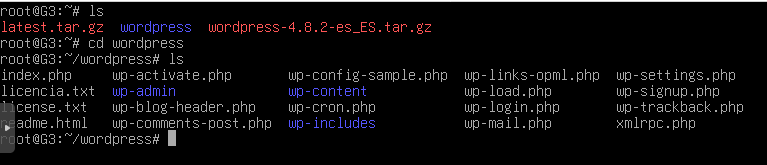 root@G3:~# ls
latest.tar.gz wordpress wordpress-4.8.2-es_ES.tar.gz
root@G3:~# cd wordpress
root@G3:~/wordpress# ls
index.php wp-activate.php wp-config-sample.php wp-links-opml.php wp-settings.php
licencia.txt wp-admin wp-content wp-load.php wp-signup.php
license.txt wp-blog-header.php wp-cron.php wp-login.php wp-trackback.php
readme.html wp-comments-post.php wp-includes wp-mail.php xmlrpc.php
root@G3:~/wordpress#